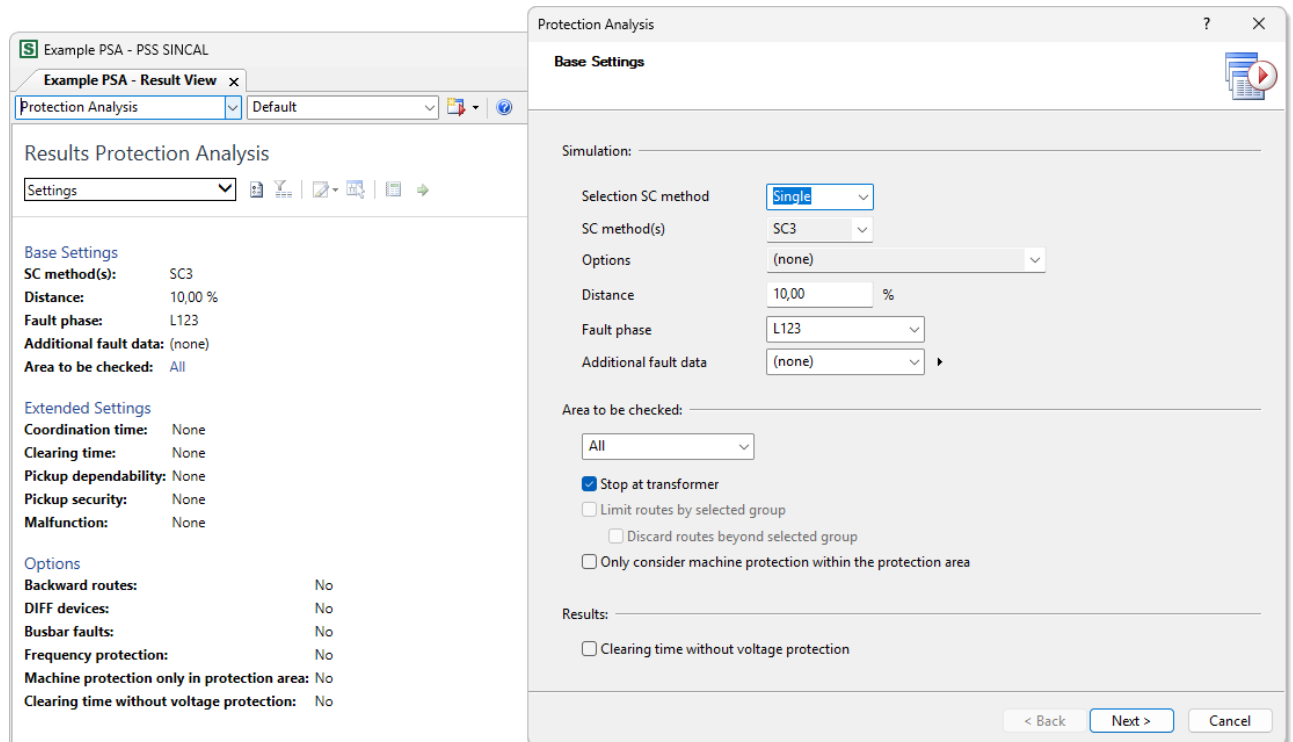 S Example PSA - PSS SINCAL
Example PSA - Result View x
Protection Analysis Default
Results Protection Analysis
Settings
Base Settings
SC method(s): SC3
Distance: 10,00 %
Fault phase: L123
Additional fault data: (none)
Area to be checked: All
Extended Settings
Coordination time: None
Clearing time: None
Pickup dependability: None
Pickup security: None
Malfunction: None
Options
Backward routes: No
DIFF devices: No
Busbar faults: No
Frequency protection: No
Machine protection only in protection area: No
Clearing time without voltage protection: No
Protection Analysis ?
Base Settings
Simulation:
Selection SC method Single
SC method(s) SC3
Options (none)
Distance 10,00 %
Fault phase L123
Additional fault data (none)
Area to be checked:
All
Stop at transformer
Limit routes by selected group
Discard routes beyond selected group
Only consider machine protection within the protection area
Results:
Clearing time without voltage protection
< Back Next > Cancel